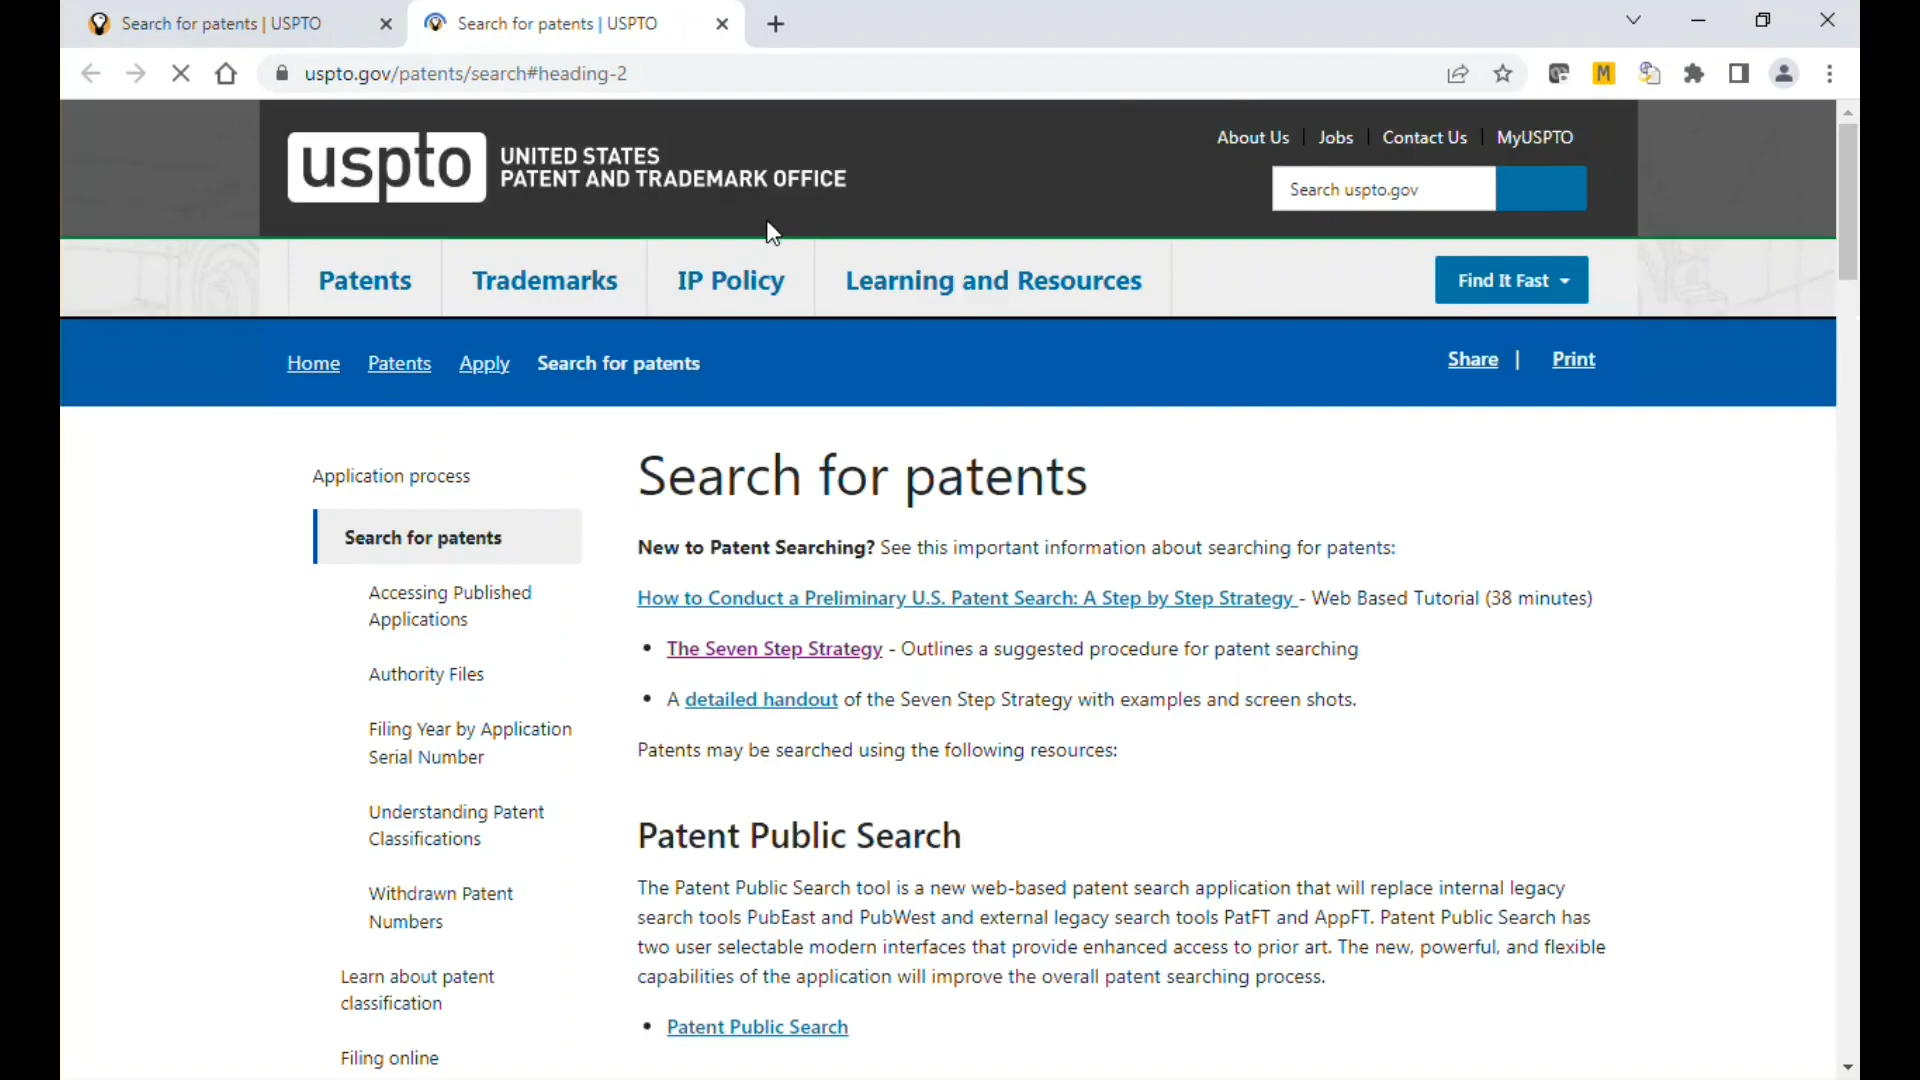 Search for patents | USPTO
Search for patents | USPTO
uspto.gov/patents/search#heading-2
M
uspto
UNITED STATES
PATENT AND TRADEMARK OFFICE
About Us
Jobs
Contact Us
MyUSPTO
Search uspto.gov
Patents
Trademarks
IP Policy
Learning and Resources
Find It Fast
Home
Patents
Apply
Search for patents
Share |
Print
Application process
Search for patents
Accessing Published
Applications
Authority Files
Filing Year by Application
Serial Number
Understanding Patent
Classifications
Withdrawn Patent
Numbers
Learn about patent
classification
Filing online
Search for patents
New to Patent Searching? See this important information about searching for patents:
How to Conduct a Preliminary U.S. Patent Search: A Step by Step Strategy - Web Based Tutorial (38 minutes)
• The Seven Step Strategy - Outlines a suggested procedure for patent searching
• A detailed handout of the Seven Step Strategy with examples and screen shots.
Patents may be searched using the following resources:
Patent Public Search
The Patent Public Search tool is a new web-based patent search application that will replace internal legacy
search tools PubEast and PubWest and external legacy search tools PatFT and AppFT. Patent Public Search has
two user selectable modern interfaces that provide enhanced access to prior art. The new, powerful, and flexible
capabilities of the application will improve the overall patent searching process.
• Patent Public Search